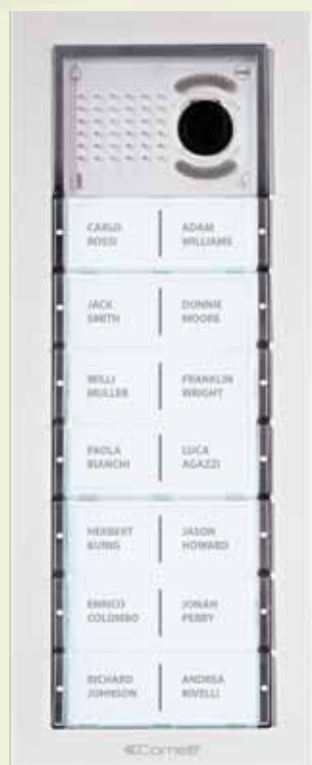 CARLO
ROSSI
ADAM
WILLIAMS
JACK
SMITH
DONNIE
MOORE
WILLI
MULLER
FRANKLIN
WRIGHT
PAOLA
BIANCHI
LUCA
AGAZZI
HERBERT
JASON
HOWARD
ENRICO
COLOMBO
JONAH
PERRY
RICHARD
JOHNSON
ANDREA
RIVELLI
Comelit